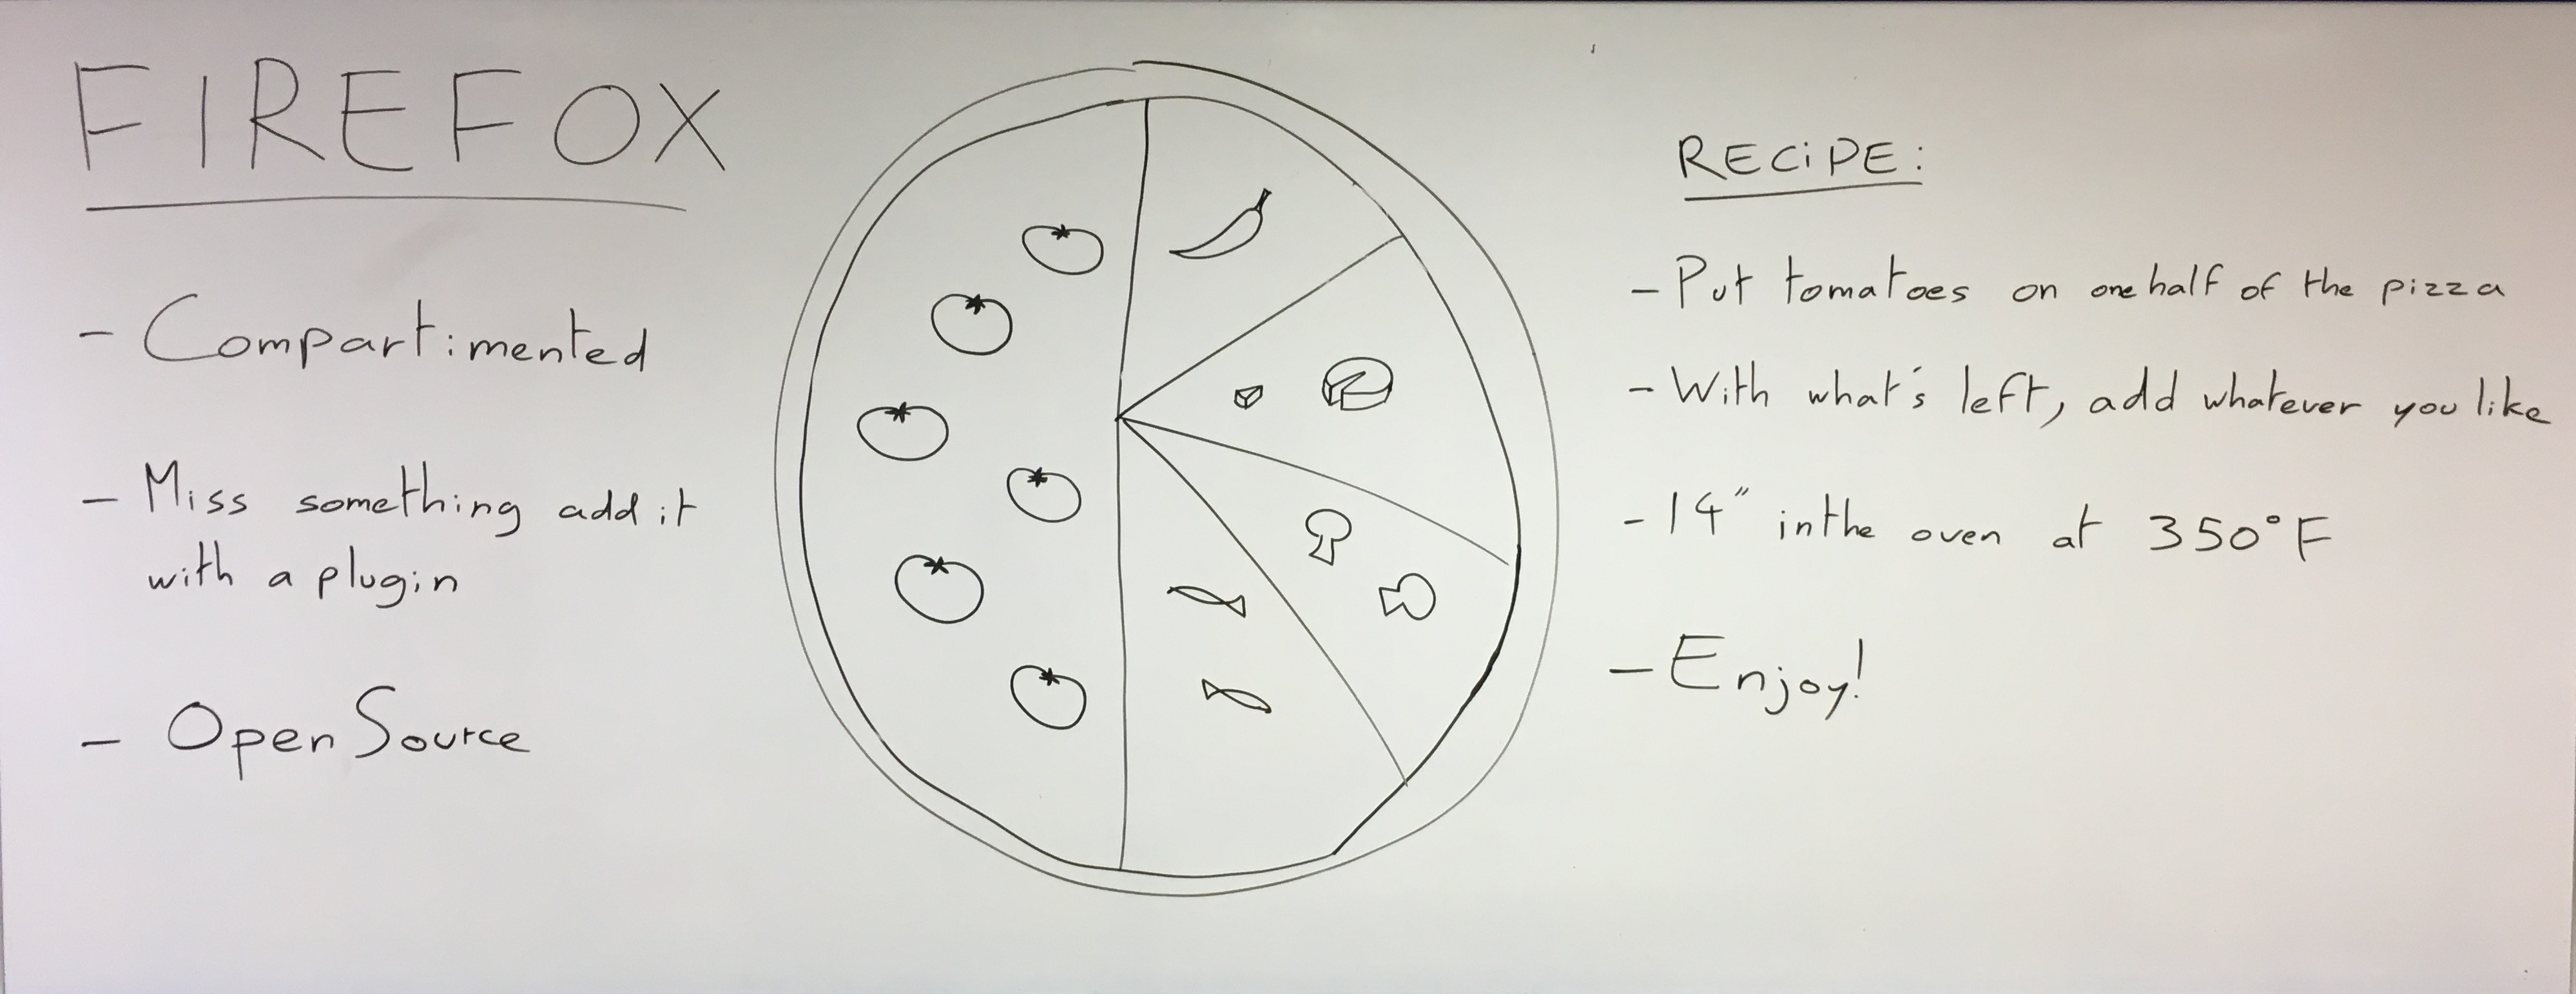 FIREFOX
- Compartimented
- Miss something add it
with a plugin
- Open Source
RECIPE:
- Put tomatoes on one half of the pizza
- With what's left, add whatever you like
- 14" in the oven at 350°F
- Enjoy!